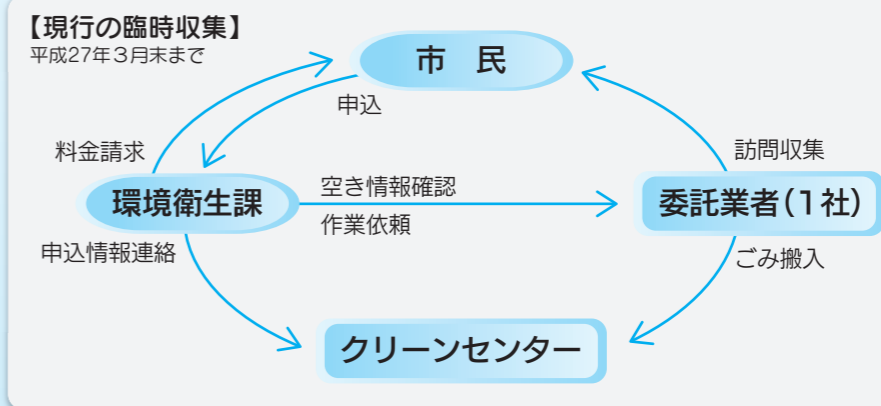 【現行の臨時収集】
平成27年3月末まで
市　民
申込
料金請求
訪問収集
環境衛生課
空き情報確認
作業依頼
委託業者(1社)
申込情報連絡
ごみ搬入
クリーンセンター